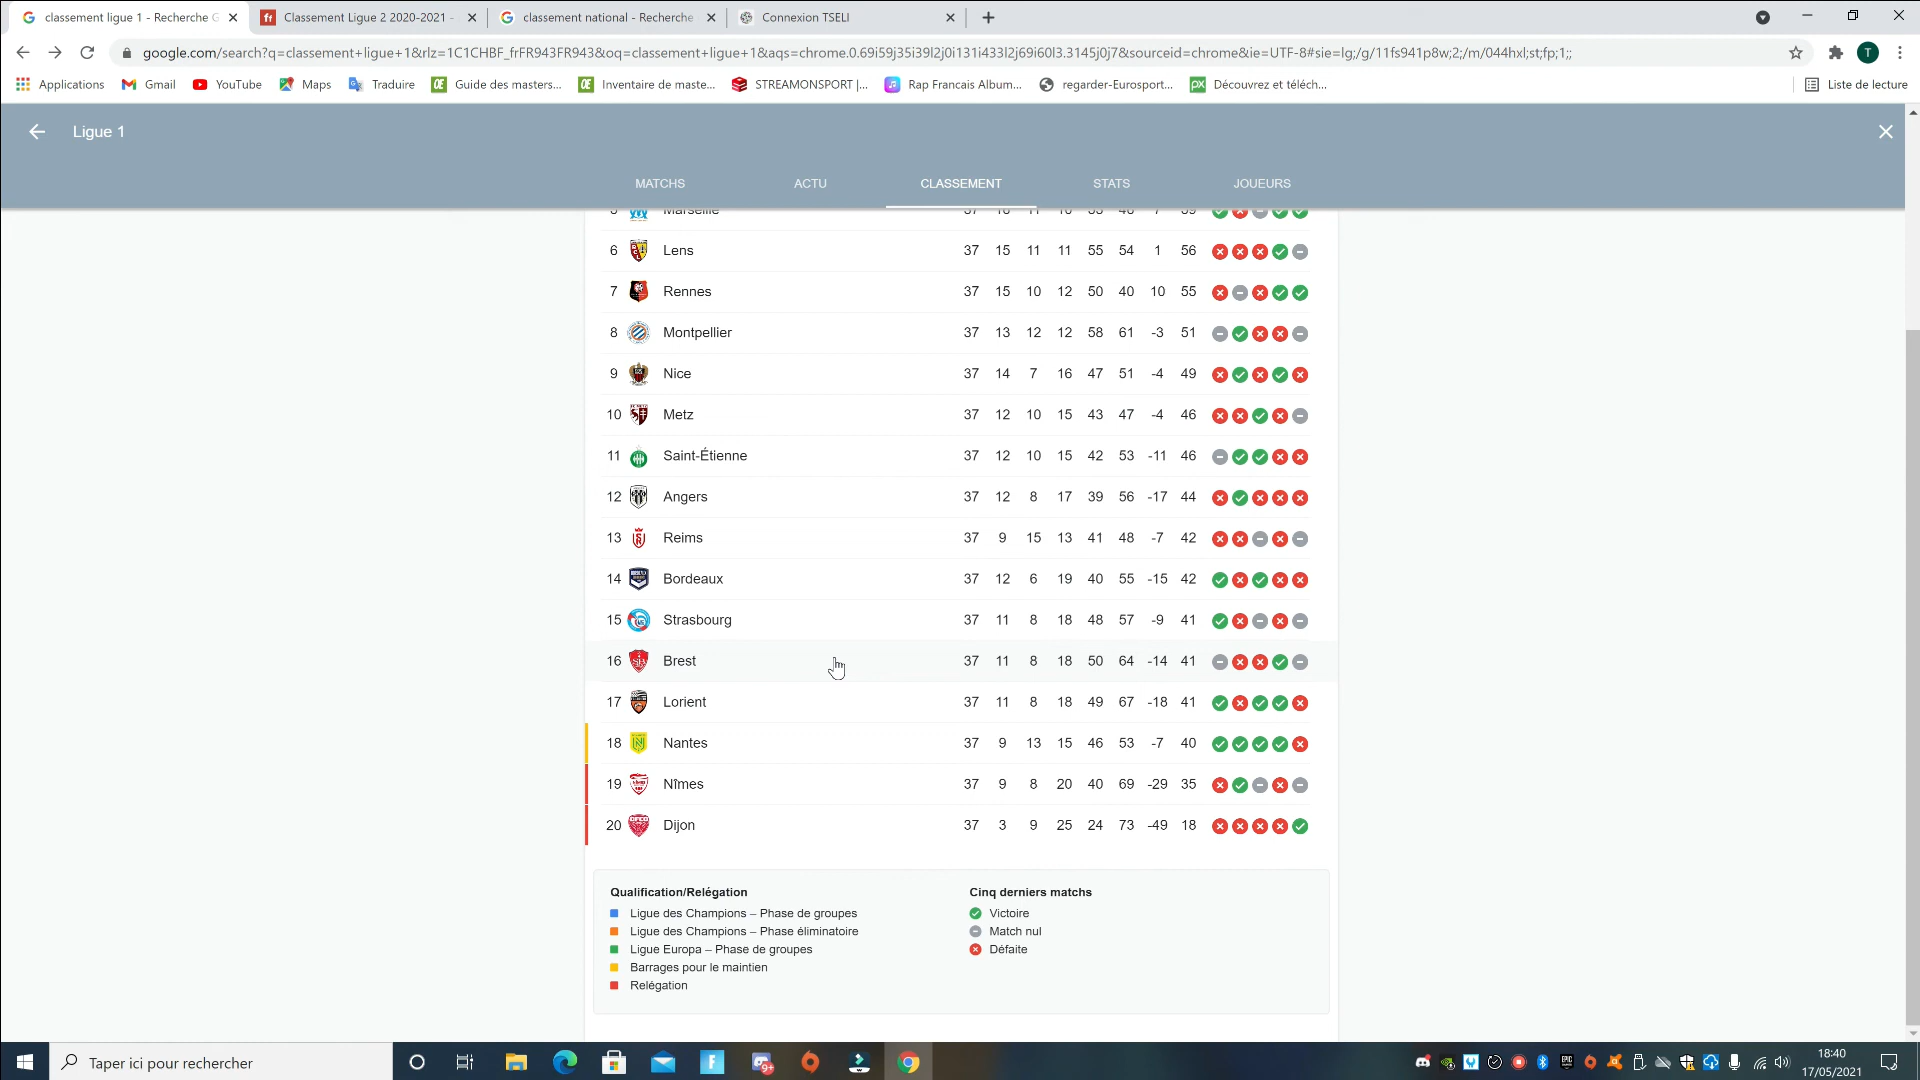 classement ligue 1 - Recherche G
Classement Ligue 2 2020-2021 -
classement national - Recherche
Connexion TSELI
google.com/search?q=classement+ligue+1&rlz=1C1CHBF_frFR943FR943&oq=classement+ligue+1&aqs=chrome.0.69i59j35i39l2j0i131i433l2j69i60l3.3145j0j7&sourceid=chrome&ie=UTF-8#sie=lg;/g/11fs941p8w;2;/m/044hxl;st;fp;1;;
T
Applications
Gmail
YouTube
Maps
Traduire
Guide des masters...
Inventaire de maste...
STREAMONSPORT |...
Rap Francais Album...
regarder-Eurosport...
Découvrez et téléch...
Liste de lecture
Ligue 1
MATCHS ACTU CLASSEMENT STATS JOUEURS
6 Lens 37 15 11 11 55 54 1 56
7 Rennes 37 15 10 12 50 40 10 55
8 Montpellier 37 13 12 12 58 61 -3 51
9 Nice 37 14 7 16 47 51 -4 49
10 Metz 37 12 10 15 43 47 -4 46
11 Saint-Étienne 37 12 10 15 42 53 -11 46
12 Angers 37 12 8 17 39 56 -17 44
13 Reims 37 9 15 13 41 48 -7 42
14 Bordeaux 37 12 6 19 40 55 -15 42
15 Strasbourg 37 11 8 18 48 57 -9 41
16 Brest 37 11 8 18 50 64 -14 41
17 Lorient 37 11 8 18 49 67 -18 41
18 Nantes 37 9 13 15 46 53 -7 40
19 Nîmes 37 9 8 20 40 69 -29 35
20 Dijon 37 3 9 25 24 73 -49 18
Qualification/Relégation
Ligue des Champions – Phase de groupes
Ligue des Champions – Phase éliminatoire
Ligue Europa – Phase de groupes
Barrages pour le maintien
Relégation
Cinq derniers matchs
Victoire
Match nul
Défaite
Taper ici pour rechercher
18:40
17/05/2021